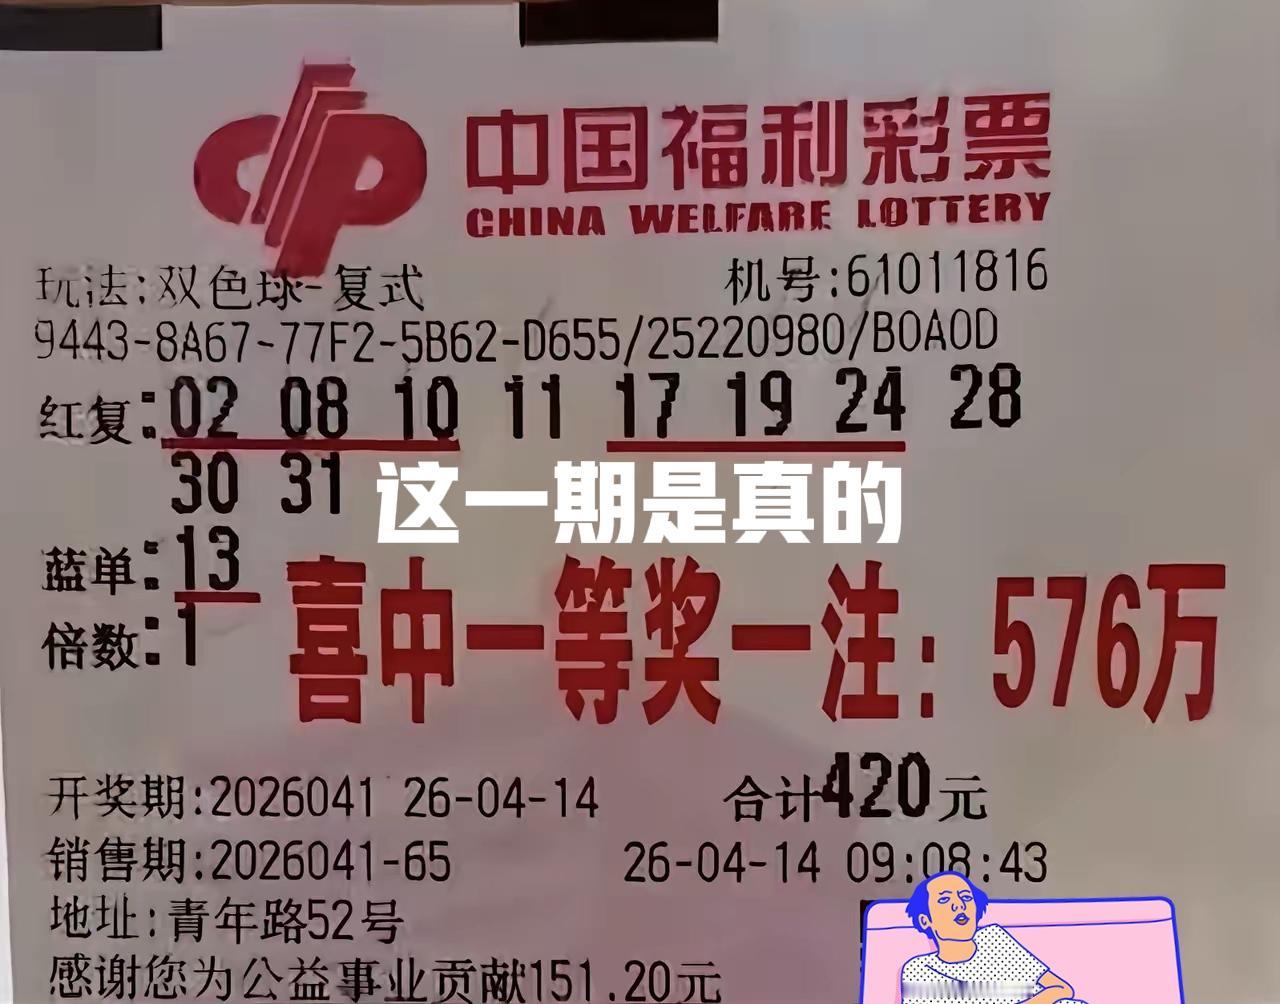 中国福利彩票
CHINA WELFARE LOTTERY
玩法:双色球-复式 机号:61011816
9443-8A67-77F2-5B62-D655/25220980/B0A0D
红复:02 08 10 11 17 19 24 28
30 31
这一期是真的
蓝单:13
倍数:1
喜中一等奖一注:576万
开奖期:2026041 26-04-14 合计420元
销售期:2026041-65 26-04-14 09:08:43
地址:青年路52号
感谢您为公益事业贡献151.20元